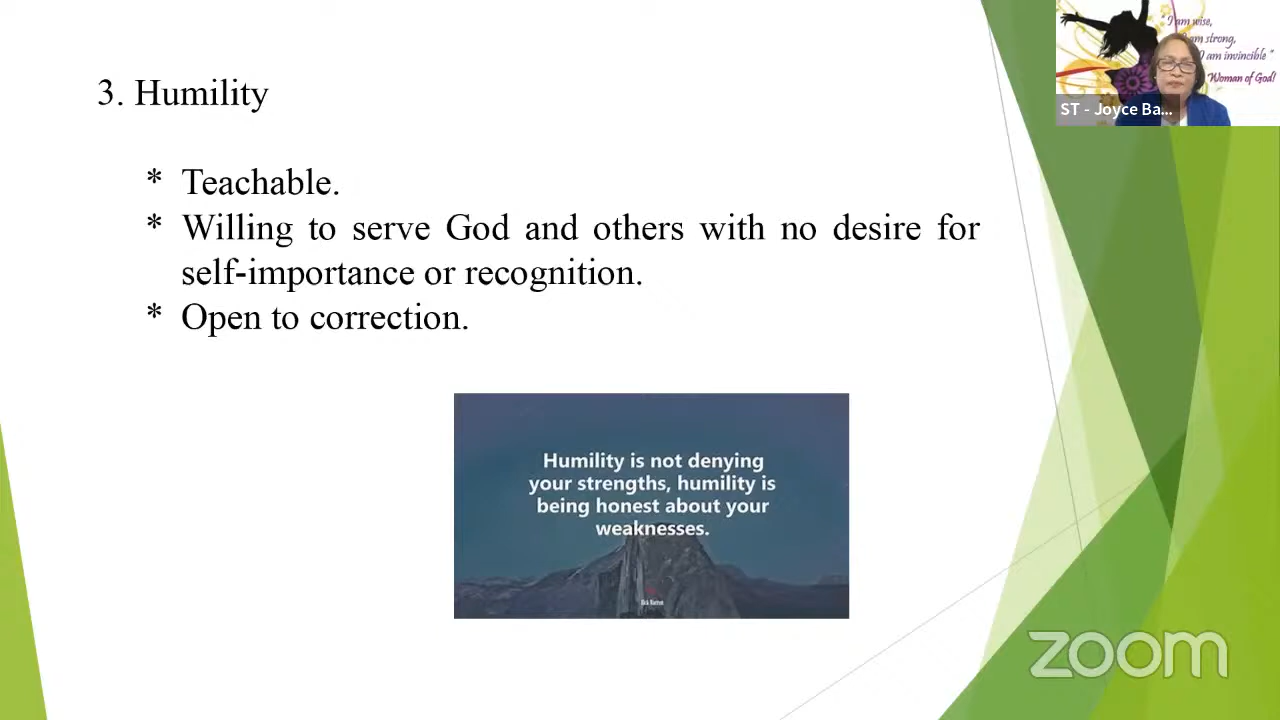 3. Humility
* Teachable.
* Willing to serve God and others with no desire for
self-importance or recognition.
* Open to correction.
Humility is not denying
your strengths, humility is
being honest about your
weaknesses.
"I am wise,
am strong,
I am invincible"
Woman of God!
ST - Joyce Ba...
zoom